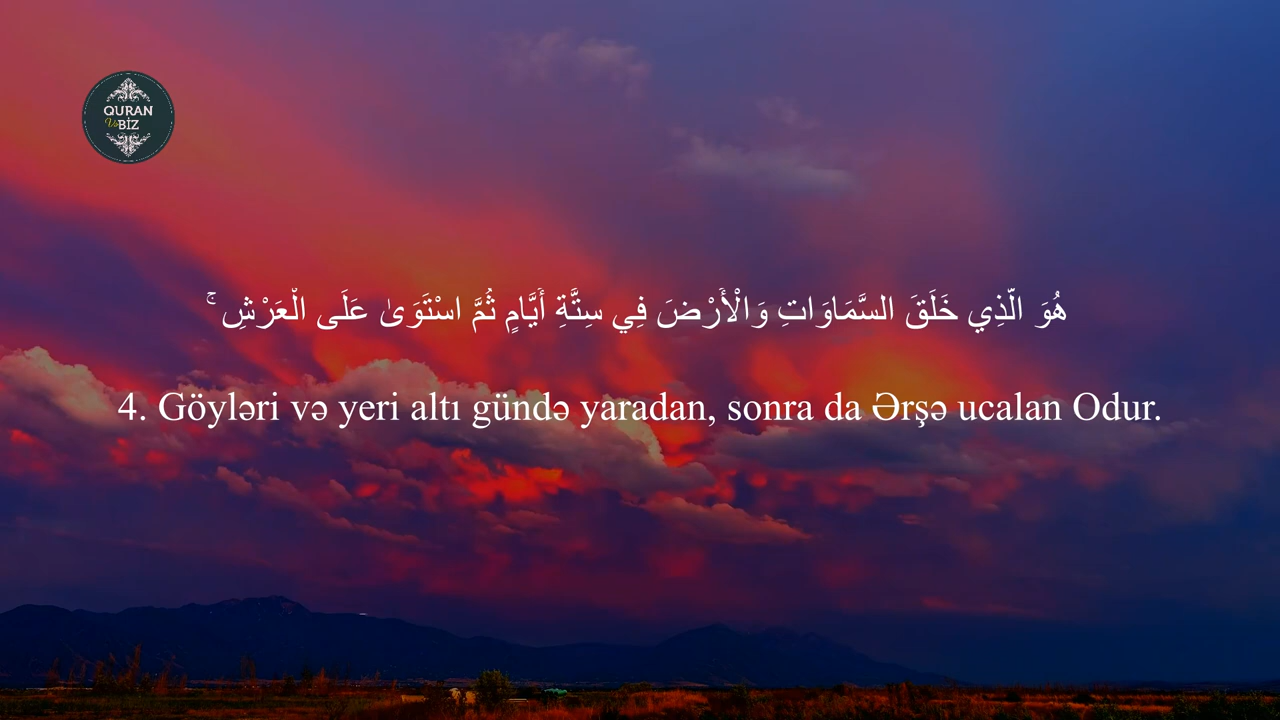 QURAN
Və BİZ
هُوَ الَّذِي خَلَقَ السَّمَاوَاتِ وَالْأَرْضَ فِي سِتَّةِ أَيَّامٍ ثُمَّ اسْتَوَىٰ عَلَى الْعَرْشِ ۚ
4. Göyləri və yeri altı gündə yaradan, sonra da Ərşə ucalan Odur.